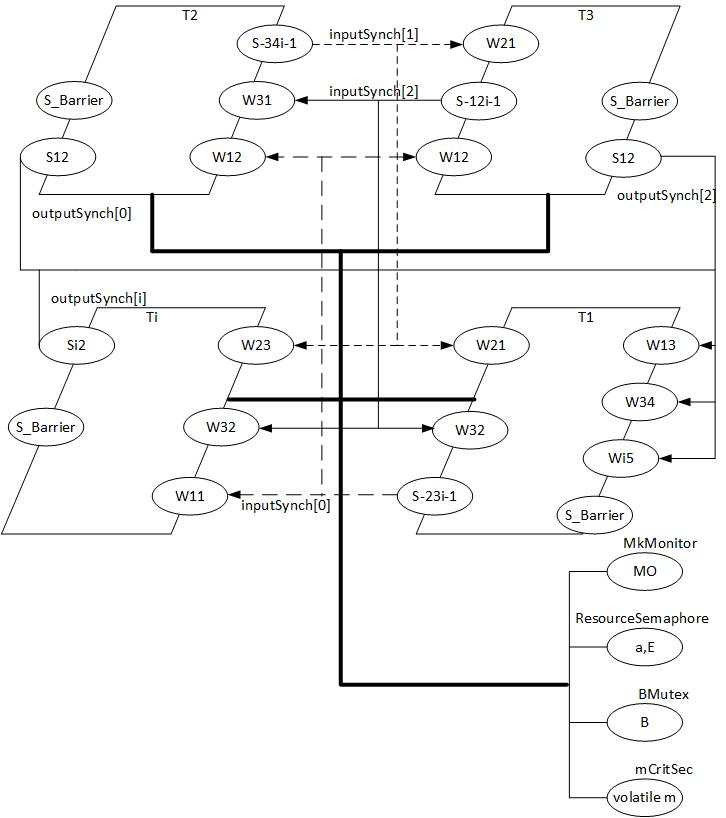 T2
T3
S-34i-1
inputSynch[1]
W21
S_Barrier
W31
inputSynch[2]
S-12i-1
S_Barrier
S12
W12
W12
S12
outputSynch[0]
outputSynch[2]
outputSynch[i]
Ti
T1
Si2
W23
W21
W13
S_Barrier
W32
W32
W34
Wi5
W11
inputSynch[0]
S-23i-1
S_Barrier
MkMonitor
MO
ResourceSemaphore
a,E
BMutex
B
mCritSec
volatile m